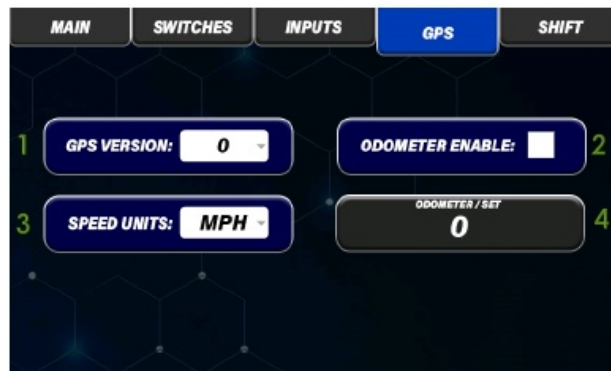 MAIN SWITCHES INPUTS GPS SHIFT
1 GPS VERSION: 0 ODOMETER ENABLE: 2
3 SPEED UNITS: MPH ODOMETER / SET 4
0